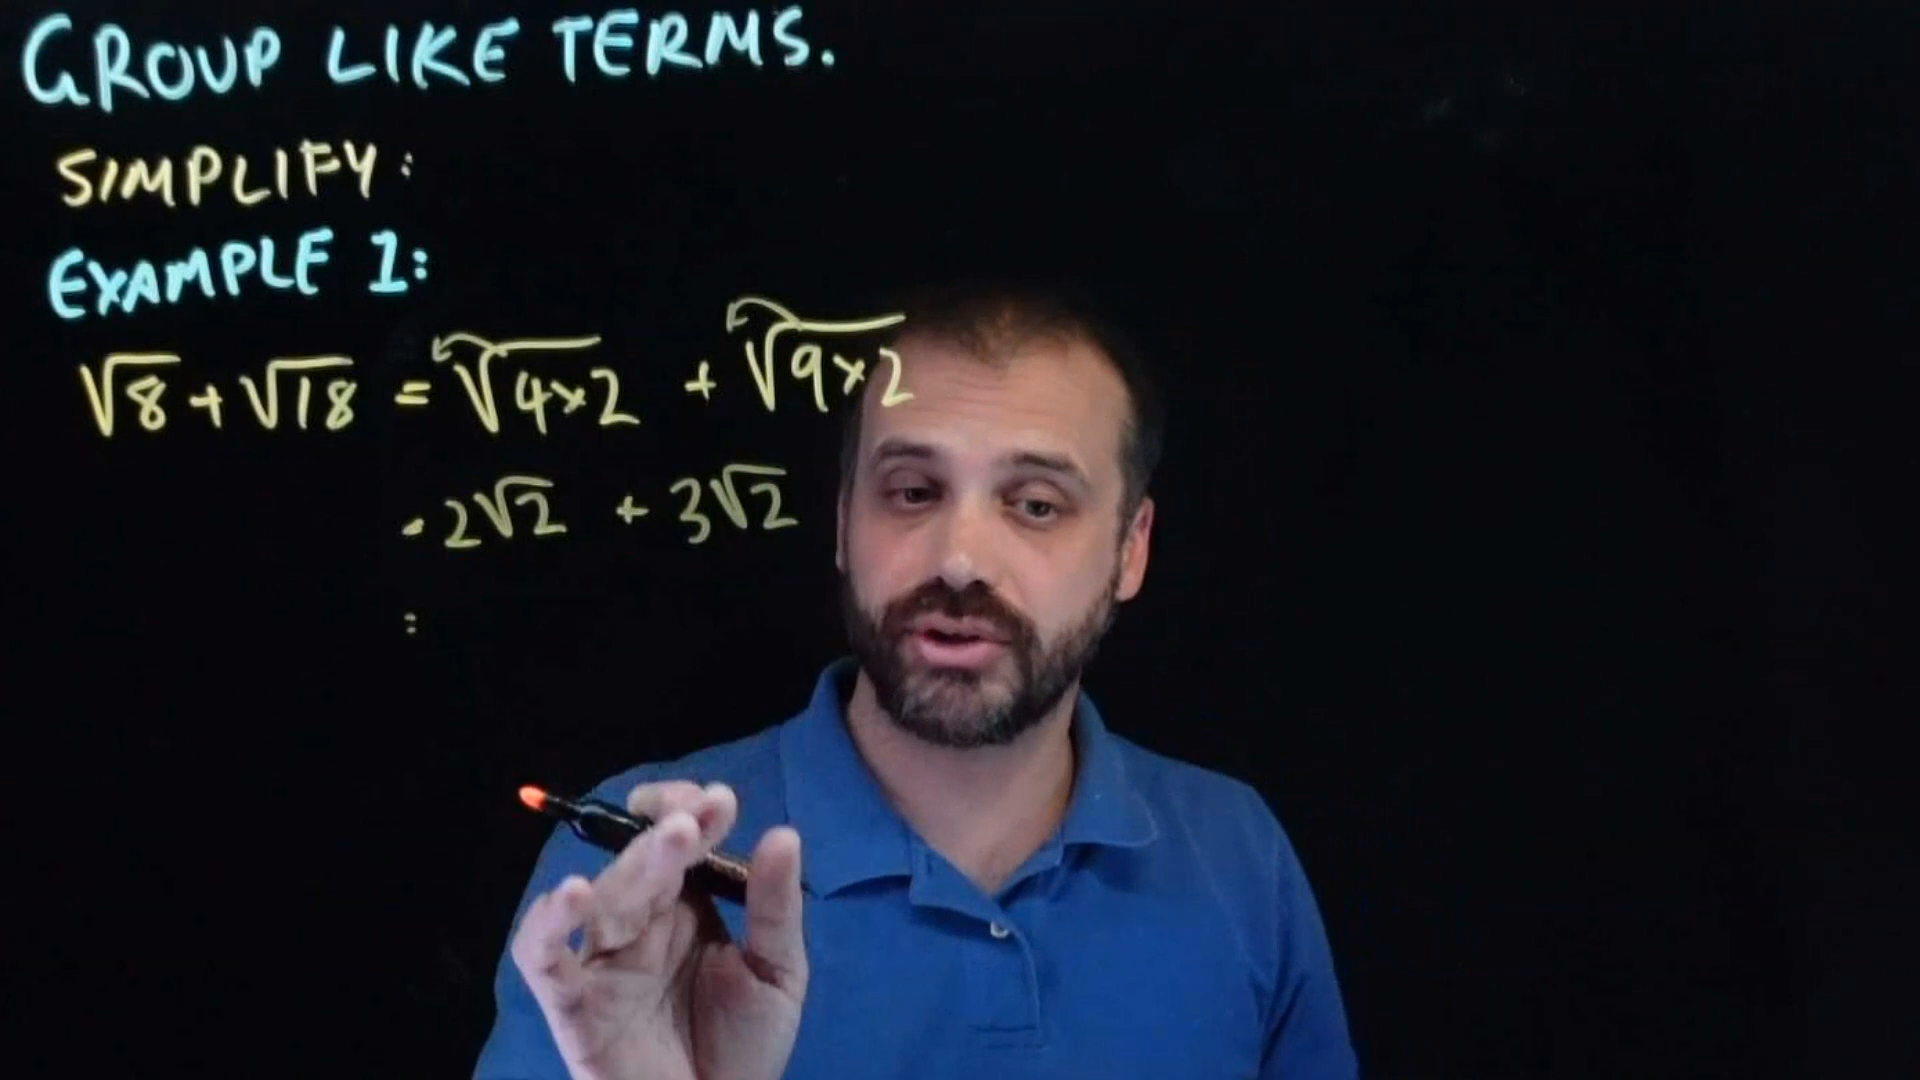 GROUP LIKE TERMS.
SIMPLIFY:
EXAMPLE 1:
√8 + √18 = √4×2 + √9×2
= 2√2 + 3√2
=